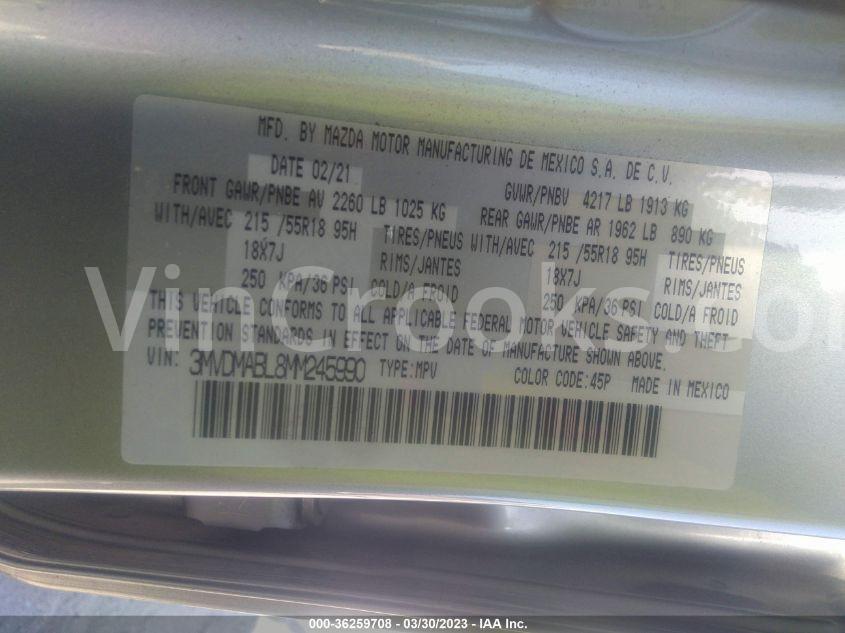 MFD. BY MAZDA MOTOR MANUFACTURING DE MEXICO S.A. DE C.V.
DATE 02/21 GVWR/PNBV 4217 LB 1913 KG
FRONT GAWR/PNBE AV 2260 LB 1025 KG REAR GAWR/PNBE AR 1962 LB 890 KG
WITH/AVEC 215 /55R18 95H TIRES/PNEUS WITH/AVEC 215 /55R18 95H TIRES/PNEUS
18X7J RIMS/JANTES 18X7J RIMS/JANTES
250 KPA/36 PSI COLD/A FROID 250 KPA/36 PSI COLD/A FROID
THIS VEHICLE CONFORMS TO ALL APPLICABLE FEDERAL MOTOR VEHICLE SAFETY AND THEFT
PREVENTION STANDARDS IN EFFECT ON THE DATE OF MANUFACTURE SHOWN ABOVE.
VIN: 3MVDMABL8MM245990 TYPE:MPV COLOR CODE:45P MADE IN MEXICO
VinCrooks.com
VinCrooks.com
000-36259708 - 03/30/2023 - IAA Inc.